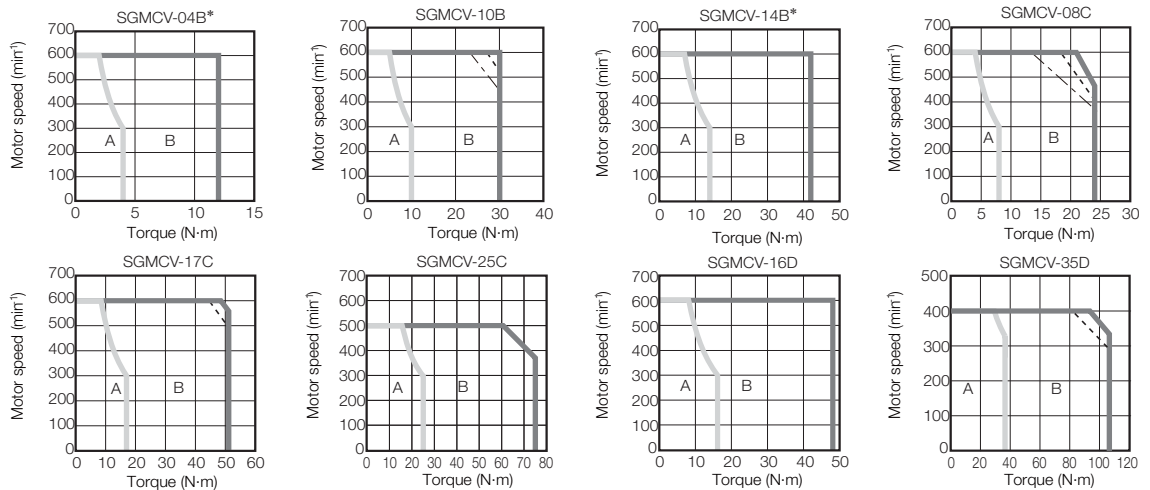 SGMCV-04B*
Motor speed (min⁻¹)
700
600
500
400
300
200
100
0
A
B
0 5 10 15
Torque (N·m)
SGMCV-10B
Motor speed (min⁻¹)
700
600
500
400
300
200
100
0
A
B
0 10 20 30 40
Torque (N·m)
SGMCV-14B*
Motor speed (min⁻¹)
700
600
500
400
300
200
100
0
A
B
0 10 20 30 40 50
Torque (N·m)
SGMCV-08C
Motor speed (min⁻¹)
700
600
500
400
300
200
100
0
A
B
0 5 10 15 20 25 30
Torque (N·m)
SGMCV-17C
Motor speed (min⁻¹)
700
600
500
400
300
200
100
0
A
B
0 10 20 30 40 50 60
Torque (N·m)
SGMCV-25C
Motor speed (min⁻¹)
700
600
500
400
300
200
100
0
A
B
0 10 20 30 40 50 60 70 80
Torque (N·m)
SGMCV-16D
Motor speed (min⁻¹)
700
600
500
400
300
200
100
0
A
B
0 10 20 30 40 50
Torque (N·m)
SGMCV-35D
Motor speed (min⁻¹)
500
400
300
200
100
0
A
B
0 20 40 60 80 100 120
Torque (N·m)